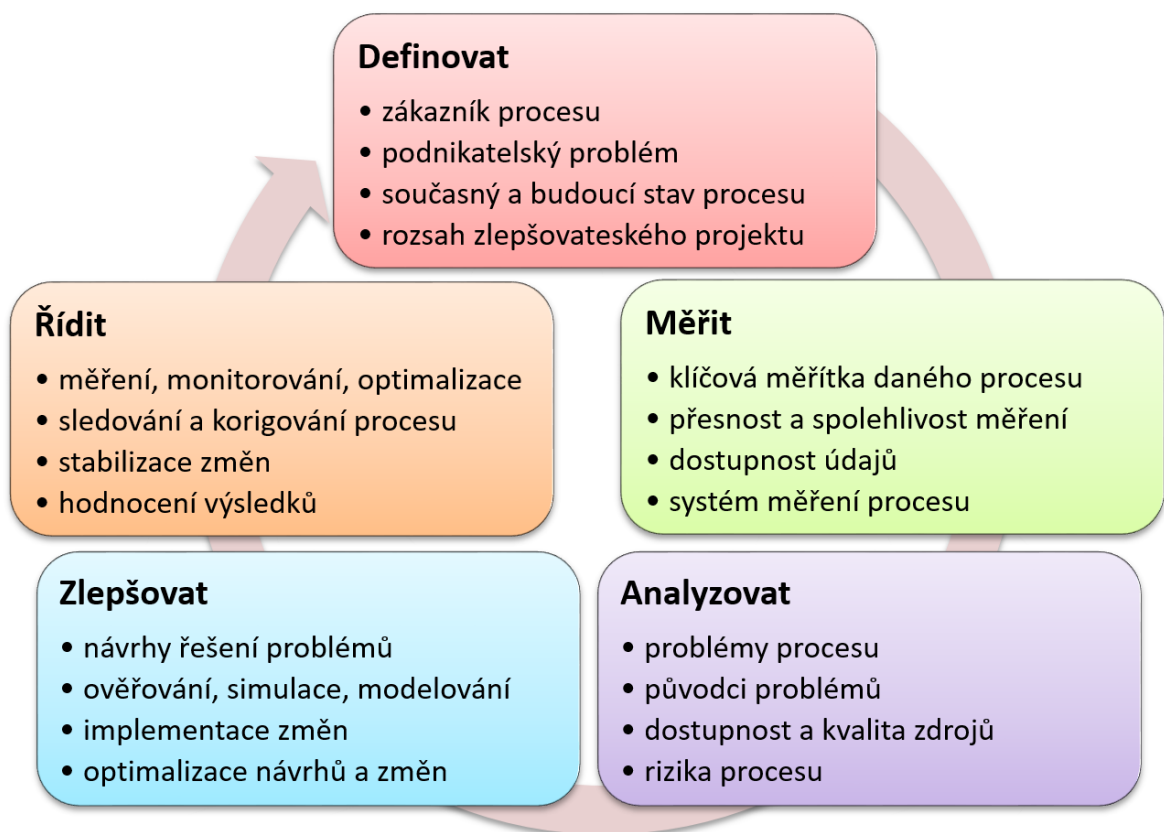 Definovat
• zákazník procesu
• podnikatelský problém
• současný a budoucí stav procesu
• rozsah zlepšovateského projektu
Měřit
• klíčová měřítka daného procesu
• přesnost a spolehlivost měření
• dostupnost údajů
• systém měření procesu
Analyzovat
• problémy procesu
• původci problémů
• dostupnost a kvalita zdrojů
• rizika procesu
Zlepšovat
• návrhy řešení problémů
• ověřování, simulace, modelování
• implementace změn
• optimalizace návrhů a změn
Řídit
• měření, monitorování, optimalizace
• sledování a korigování procesu
• stabilizace změn
• hodnocení výsledků